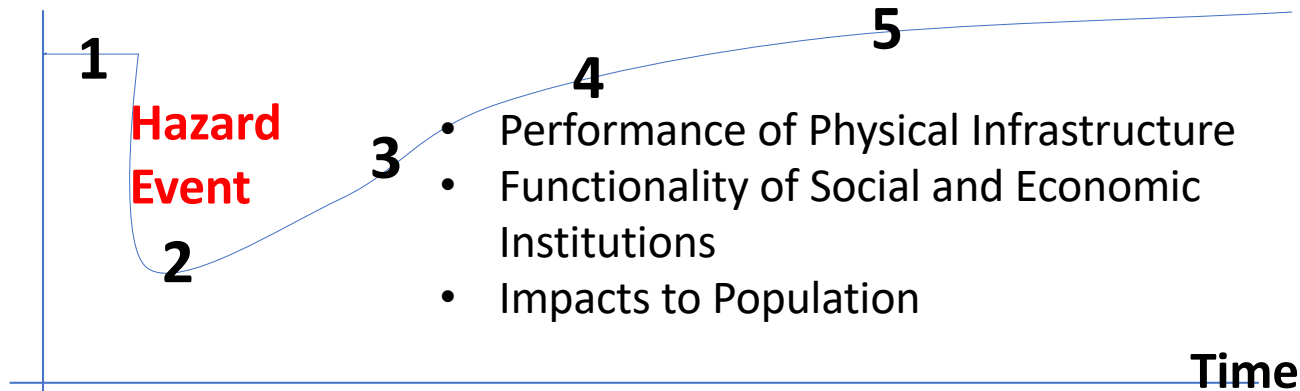 5
1
4
Hazard
Event
3
• Performance of Physical Infrastructure
• Functionality of Social and Economic
Institutions
• Impacts to Population
2
Time